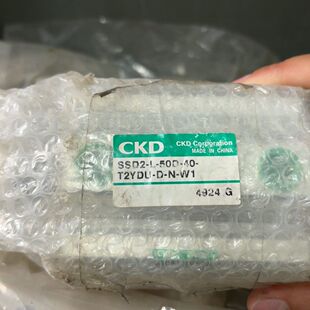 CKD
CKD Corporation
MADE IN CHINA
SSD2-L-50D-40-
T2YDU-D-N-W1
4924 G